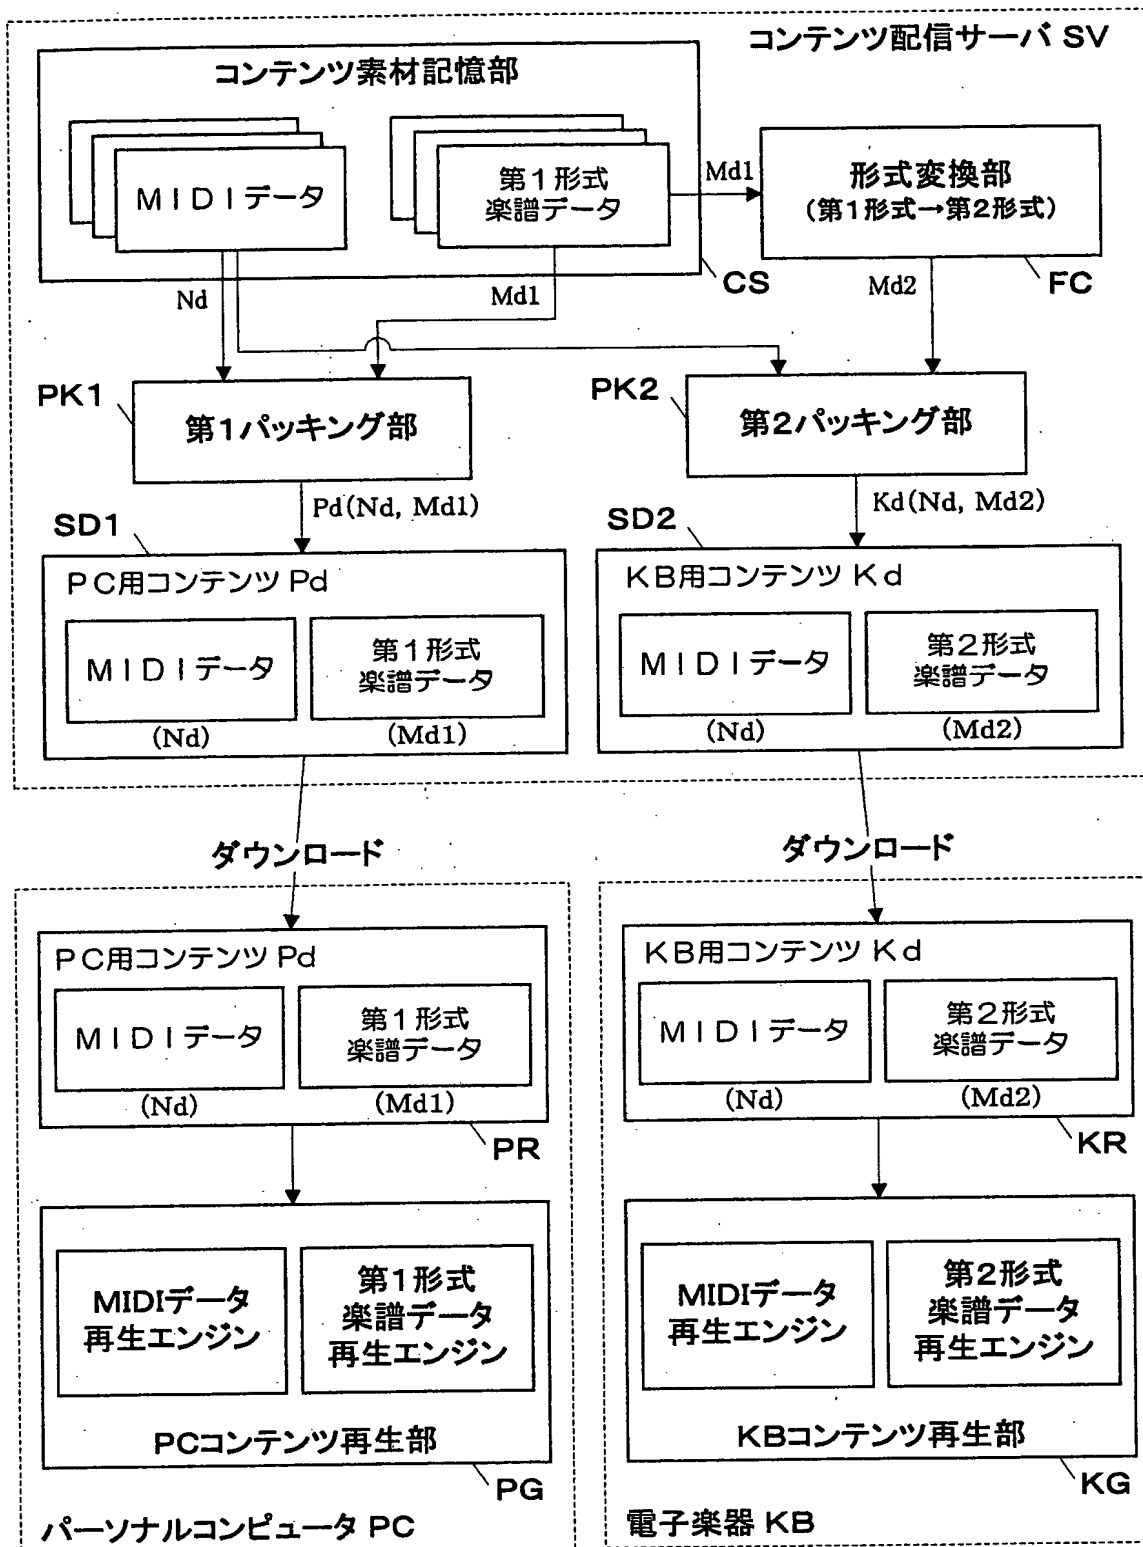 コンテンツ配信サーバ SV
コンテンツ素材記憶部
MIDIデータ
第1形式
楽譜データ
Md1
形式変換部
(第1形式→第2形式)
CS
FC
Nd
Md1
Md2
PK1
第1パッキング部
PK2
第2パッキング部
Pd(Nd, Md1)
Kd(Nd, Md2)
SD1
PC用コンテンツ Pd
MIDIデータ
第1形式
楽譜データ
(Nd)
(Md1)
SD2
KB用コンテンツ Kd
MIDIデータ
第2形式
楽譜データ
(Nd)
(Md2)
ダウンロード
ダウンロード
PC用コンテンツ Pd
MIDIデータ
第1形式
楽譜データ
(Nd)
(Md1)
PR
KB用コンテンツ Kd
MIDIデータ
第2形式
楽譜データ
(Nd)
(Md2)
KR
MIDIデータ
再生エンジン
第1形式
楽譜データ
再生エンジン
PCコンテンツ再生部
PG
パーソナルコンピュータ PC
MIDIデータ
再生エンジン
第2形式
楽譜データ
再生エンジン
KBコンテンツ再生部
KG
電子楽器 KB